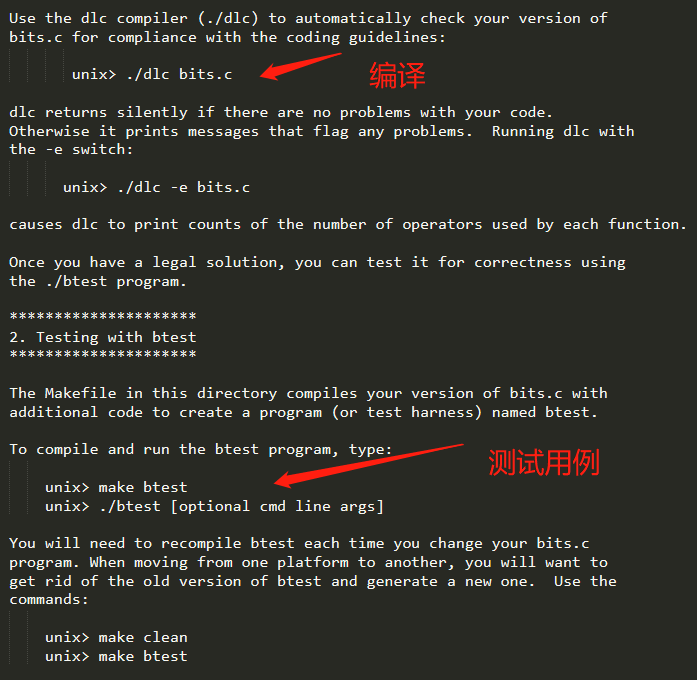 Use the dlc compiler (./dlc) to automatically check your version of
bits.c for compliance with the coding guidelines:
unix> ./dlc bits.c
编译
dlc returns silently if there are no problems with your code.
Otherwise it prints messages that flag any problems.  Running dlc with
the -e switch:
unix> ./dlc -e bits.c
causes dlc to print counts of the number of operators used by each function.
Once you have a legal solution, you can test it for correctness using
the ./btest program.
*********************
2. Testing with btest
*********************
The Makefile in this directory compiles your version of bits.c with
additional code to create a program (or test harness) named btest.
To compile and run the btest program, type:
测试用例
unix> make btest
unix> ./btest [optional cmd line args]
You will need to recompile btest each time you change your bits.c
program. When moving from one platform to another, you will want to
get rid of the old version of btest and generate a new one.  Use the
commands:
unix> make clean
unix> make btest